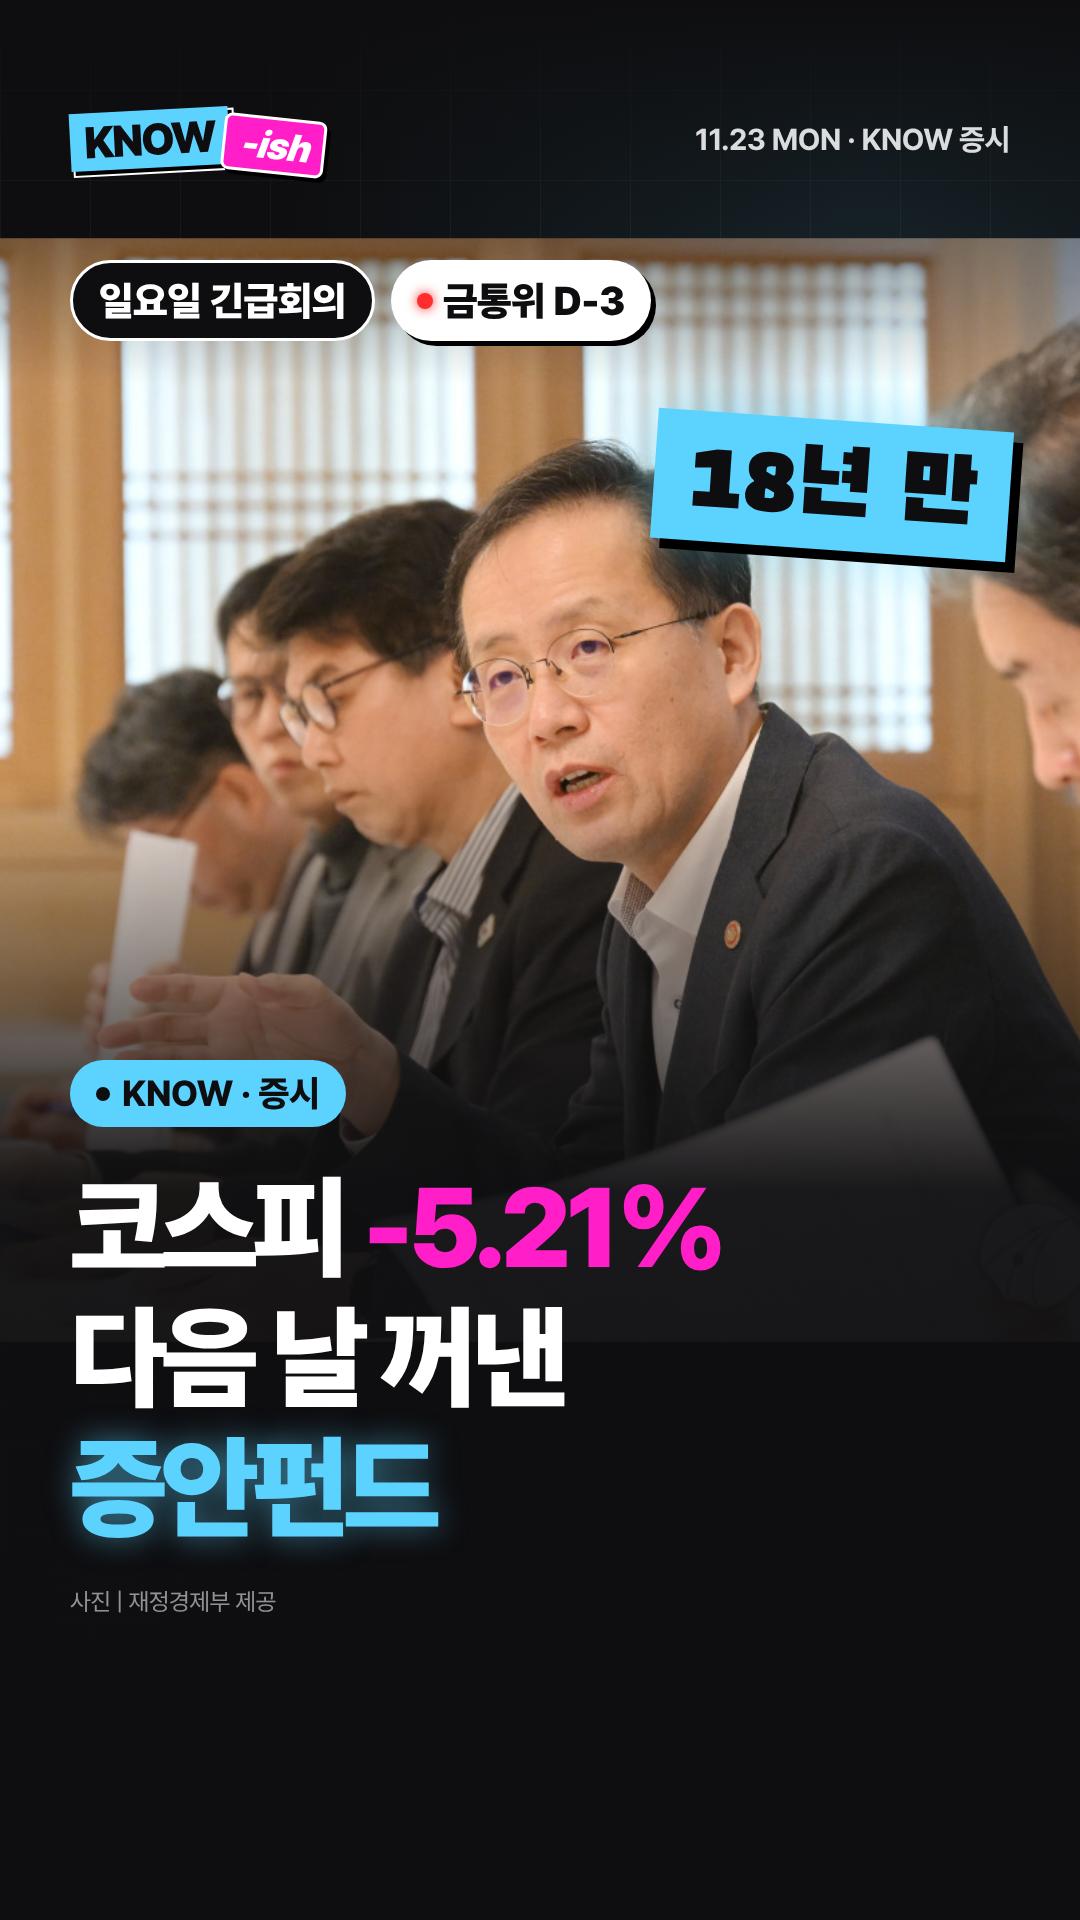 KNOW -ish
11.23 MON · KNOW 증시
일요일 긴급회의
금통위 D-3
18년 만
KNOW · 증시
코스피 -5.21%
다음 날 꺼낸
증안펀드
사진 | 재정경제부 제공